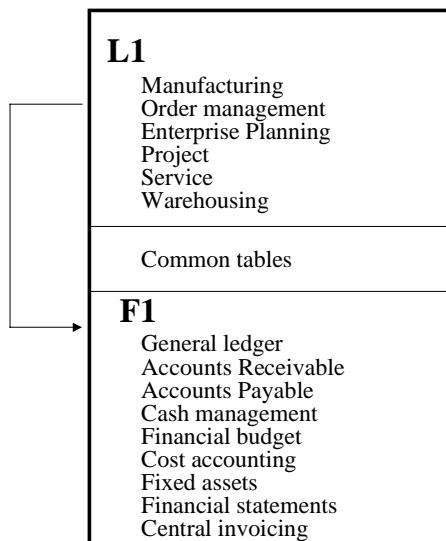 L1
Manufacturing
Order management
Enterprise Planning
Project
Service
Warehousing
Common tables
F1
General ledger
Accounts Receivable
Accounts Payable
Cash management
Financial budget
Cost accounting
Fixed assets
Financial statements
Central invoicing